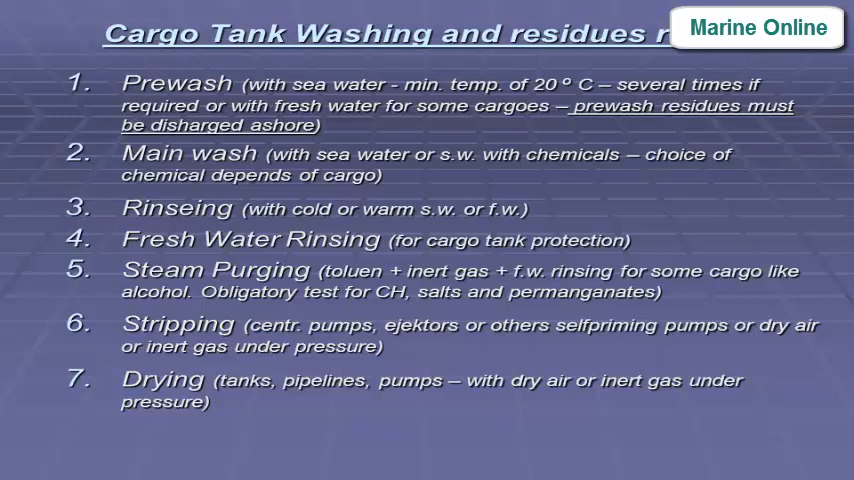 Cargo Tank Washing and residues
Marine Online
1. Prewash (with sea water - min. temp. of 20 º C – several times if
required or with fresh water for some cargoes – prewash residues must
be disharged ashore)
2. Main wash (with sea water or s.w. with chemicals – choice of
chemical depends of cargo)
3. Rinseing (with cold or warm s.w. or f.w.)
4. Fresh Water Rinsing (for cargo tank protection)
5. Steam Purging (toluen + inert gas + f.w. rinsing for some cargo like
alcohol. Obligatory test for CH, salts and permanganates)
6. Stripping (centr. pumps, ejektors or others selfpriming pumps or dry air
or inert gas under pressure)
7. Drying (tanks, pipelines, pumps – with dry air or inert gas under
pressure)